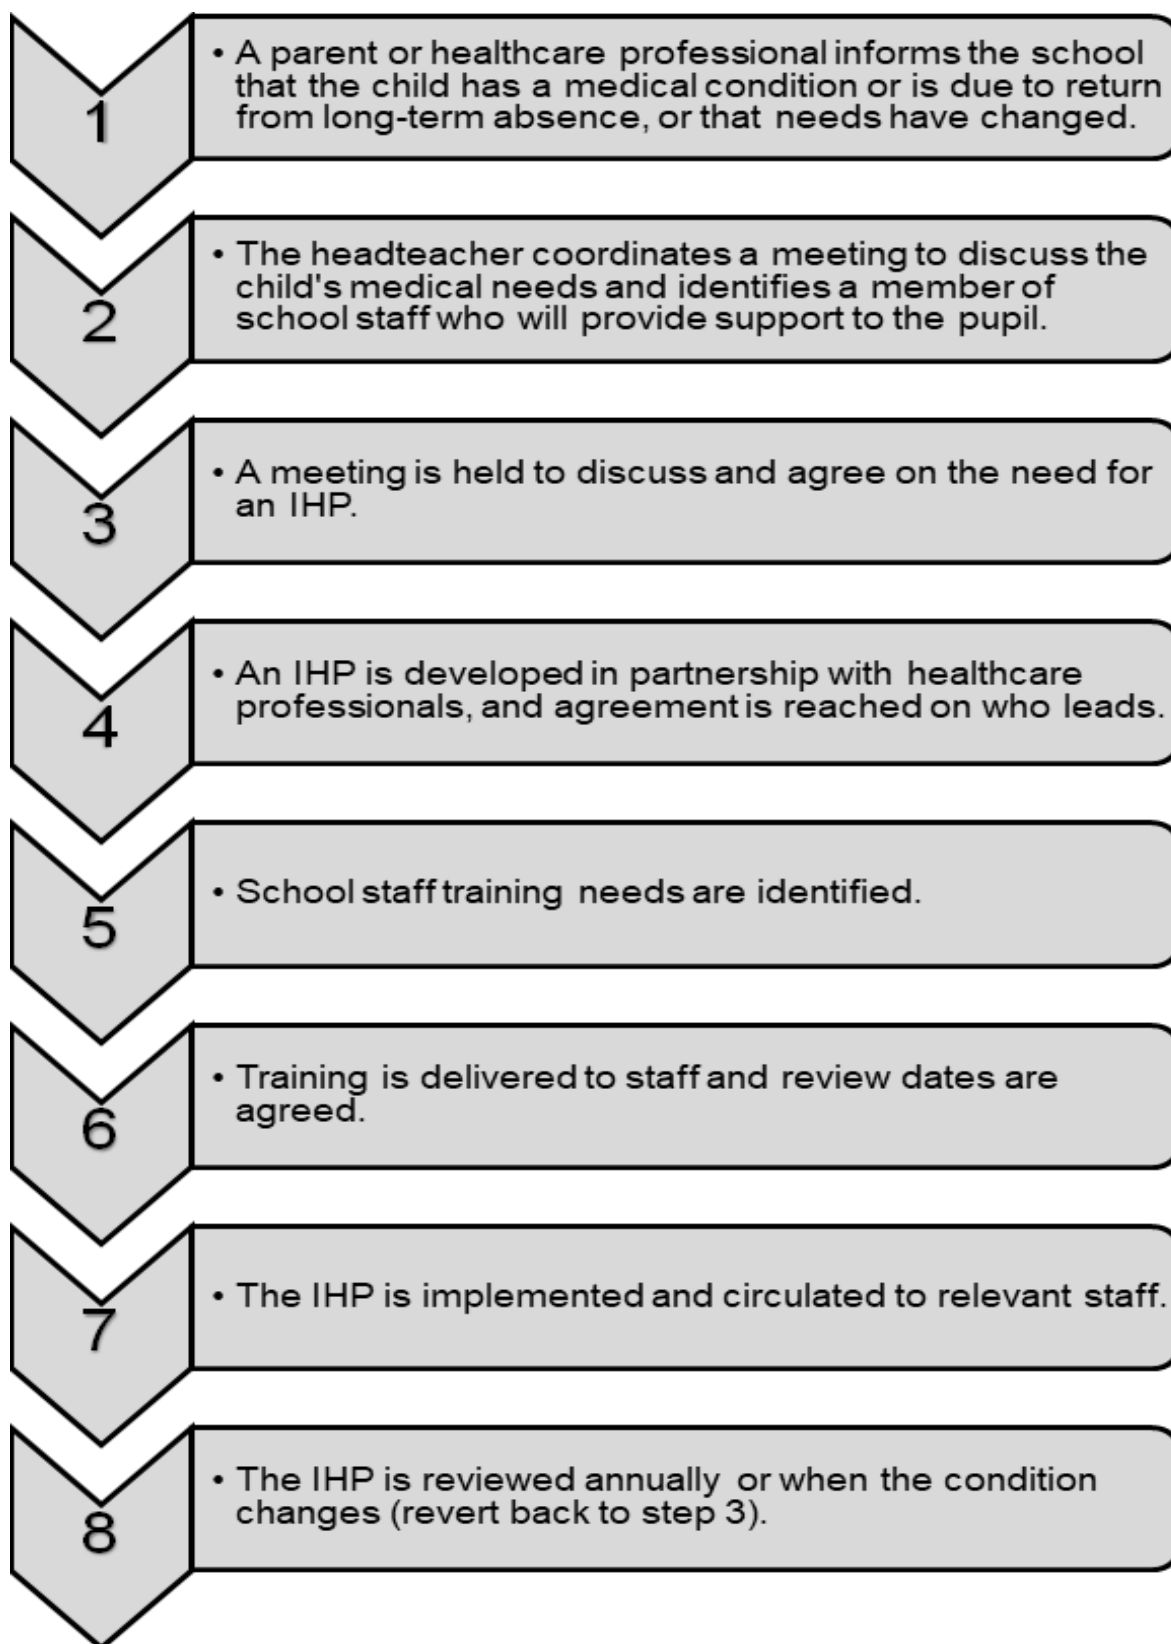 1
• A parent or healthcare professional informs the school
that the child has a medical condition or is due to return
from long-term absence, or that needs have changed.
2
• The headteacher coordinates a meeting to discuss the
child's medical needs and identifies a member of
school staff who will provide support to the pupil.
3
• A meeting is held to discuss and agree on the need for
an IHP.
4
• An IHP is developed in partnership with healthcare
professionals, and agreement is reached on who leads.
5
• School staff training needs are identified.
6
• Training is delivered to staff and review dates are
agreed.
7
• The IHP is implemented and circulated to relevant staff.
8
• The IHP is reviewed annually or when the condition
changes (revert back to step 3).